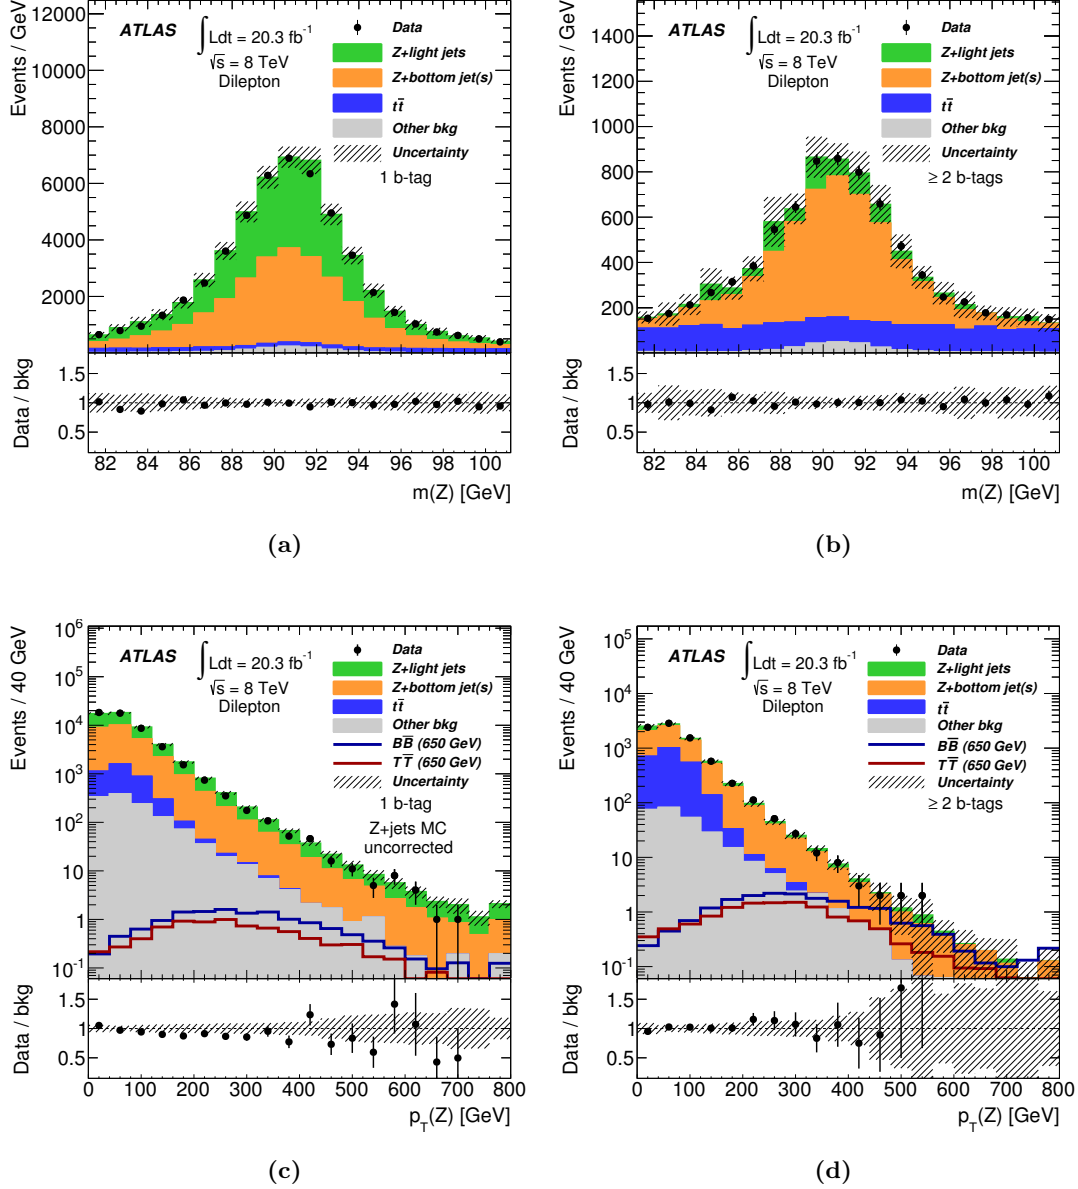 ATLAS
∫ Ldt = 20.3 fb⁻¹
√s = 8 TeV
Dilepton
Data
Z+light jets
Z+bottom jet(s)
tt̄
Other bkg
Uncertainty
1 b-tag
Events / GeV
12000
10000
8000
6000
4000
2000
Data / bkg
1.5
1
0.5
82 84 86 88 90 92 94 96 98 100
m(Z) [GeV]
(a)
ATLAS
∫ Ldt = 20.3 fb⁻¹
√s = 8 TeV
Dilepton
Data
Z+light jets
Z+bottom jet(s)
tt̄
Other bkg
Uncertainty
≥ 2 b-tags
Events / GeV
1400
1200
1000
800
600
400
200
Data / bkg
1.5
1
0.5
82 84 86 88 90 92 94 96 98 100
m(Z) [GeV]
(b)
ATLAS
∫ Ldt = 20.3 fb⁻¹
√s = 8 TeV
Dilepton
Data
Z+light jets
Z+bottom jet(s)
tt̄
Other bkg
BB̄ (650 GeV)
TT̄ (650 GeV)
Uncertainty
1 b-tag
Z+jets MC
uncorrected
Events / 40 GeV
10⁶
10⁵
10⁴
10³
10²
10
1
10⁻¹
Data / bkg
1.5
1
0.5
0 100 200 300 400 500 600 700 800
p_T(Z) [GeV]
(c)
ATLAS
∫ Ldt = 20.3 fb⁻¹
√s = 8 TeV
Dilepton
Data
Z+light jets
Z+bottom jet(s)
tt̄
Other bkg
BB̄ (650 GeV)
TT̄ (650 GeV)
Uncertainty
≥ 2 b-tags
Events / 40 GeV
10⁵
10⁴
10³
10²
10
1
10⁻¹
Data / bkg
1.5
1
0.5
0 100 200 300 400 500 600 700 800
p_T(Z) [GeV]
(d)